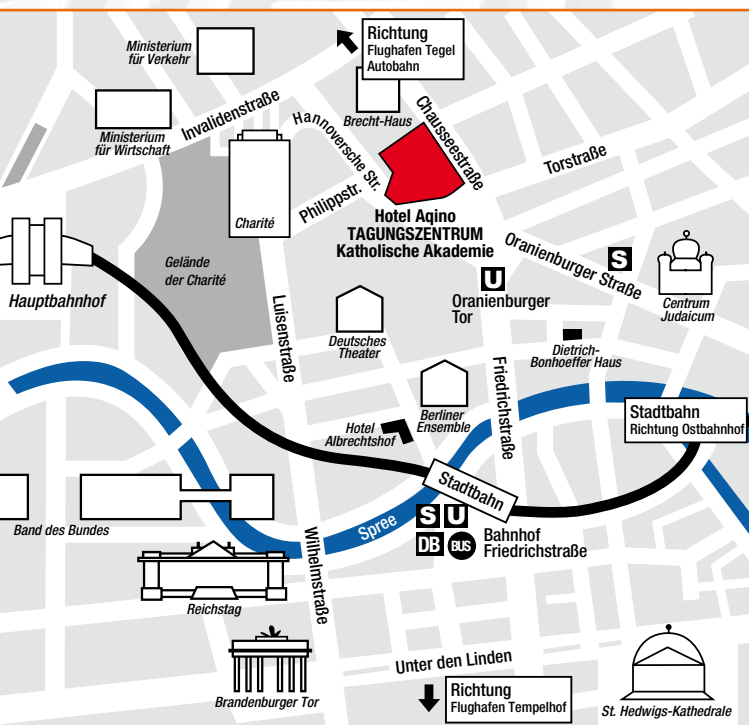 Richtung
Flughafen Tegel
Autobahn
Ministerium
für Verkehr
Ministerium
für Wirtschaft
Invalidenstraße
Hannoversche Str.
Brecht-Haus
Chausseestraße
Torstraße
Charité
Philippstr.
Hotel Aqino
TAGUNGSZENTRUM
Katholische Akademie
Gelände
der Charité
Hauptbahnhof
Oranienburger Straße
S
U
Oranienburger
Tor
Centrum
Judaicum
Luisenstraße
Deutsches
Theater
Dietrich-
Bonhoeffer Haus
Friedrichstraße
Berliner
Ensemble
Hotel
Albrechtshof
Stadtbahn
Richtung Ostbahnhof
Stadtbahn
Band des Bundes
Spree
S U
DB BUS
Bahnhof
Friedrichstraße
Wilhelmstraße
Reichstag
Brandenburger Tor
Unter den Linden
Richtung
Flughafen Tempelhof
St. Hedwigs-Kathedrale